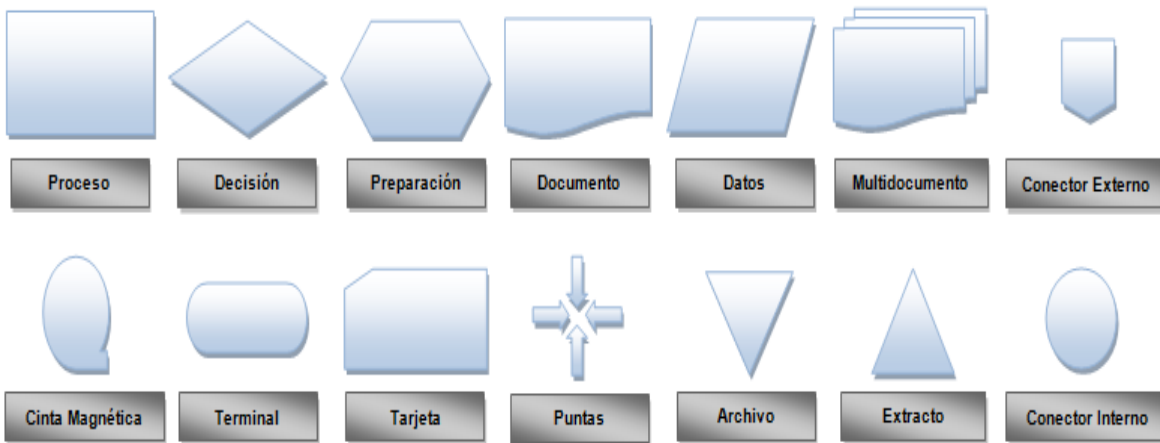 Proceso
Decisión
Preparación
Documento
Datos
Multidocumento
Conector Externo
Cinta Magnética
Terminal
Tarjeta
Puntas
Archivo
Extracto
Conector Interno